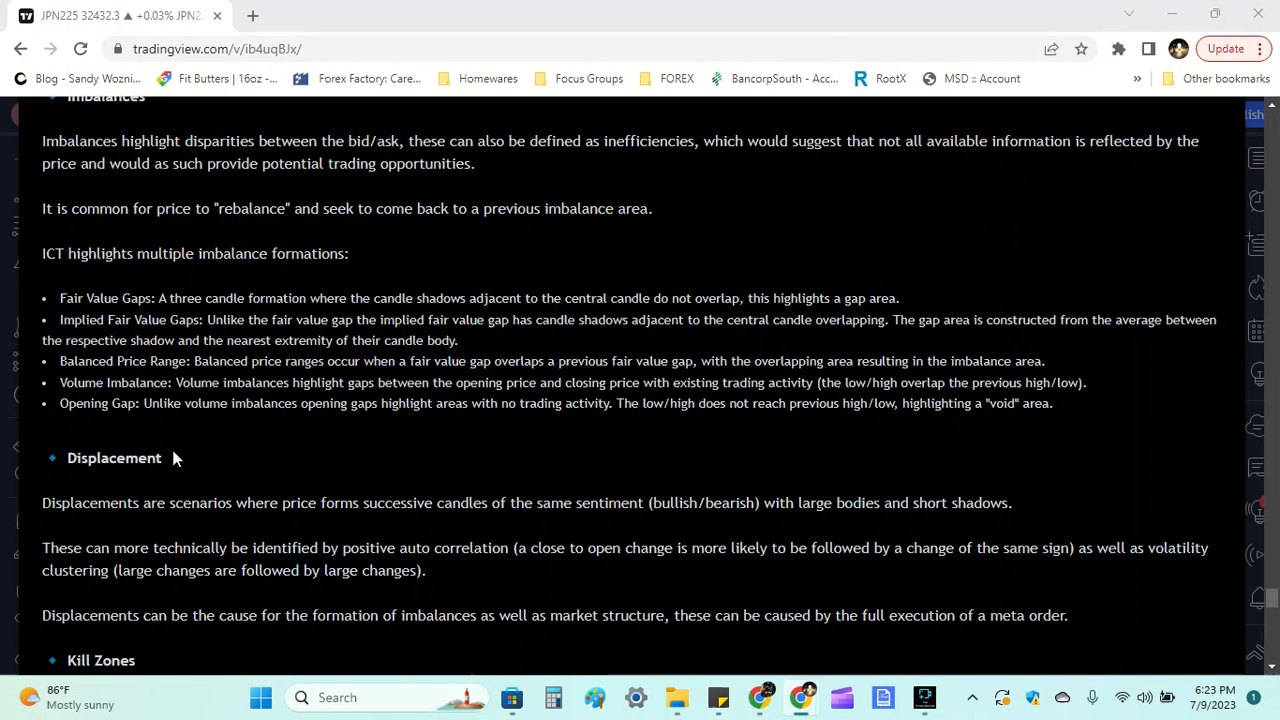 JPN225 32432.3 ▲ +0.03% JPN22
tradingview.com/v/ib4uqBJx/
Update
Blog - Sandy Wozni...
Fit Butters | 16oz -...
Forex Factory: Care...
Homewares
Focus Groups
FOREX
BancorpSouth - Acc...
RootX
MSD :: Account
»
Other bookmarks
Imbalances
lish
Imbalances highlight disparities between the bid/ask, these can also be defined as inefficiencies, which would suggest that not all available information is reflected by the
price and would as such provide potential trading opportunities.
It is common for price to "rebalance" and seek to come back to a previous imbalance area.
ICT highlights multiple imbalance formations:
• Fair Value Gaps: A three candle formation where the candle shadows adjacent to the central candle do not overlap, this highlights a gap area.
• Implied Fair Value Gaps: Unlike the fair value gap the implied fair value gap has candle shadows adjacent to the central candle overlapping. The gap area is constructed from the average between
the respective shadow and the nearest extremity of their candle body.
• Balanced Price Range: Balanced price ranges occur when a fair value gap overlaps a previous fair value gap, with the overlapping area resulting in the imbalance area.
• Volume Imbalance: Volume imbalances highlight gaps between the opening price and closing price with existing trading activity (the low/high overlap the previous high/low).
• Opening Gap: Unlike volume imbalances opening gaps highlight areas with no trading activity. The low/high does not reach previous high/low, highlighting a "void" area.
🔹 Displacement
Displacements are scenarios where price forms successive candles of the same sentiment (bullish/bearish) with large bodies and short shadows.
These can more technically be identified by positive auto correlation (a close to open change is more likely to be followed by a change of the same sign) as well as volatility
clustering (large changes are followed by large changes).
Displacements can be the cause for the formation of imbalances as well as market structure, these can be caused by the full execution of a meta order.
🔹 Kill Zones
86°F
Mostly sunny
Search
6:23 PM
7/9/2023
1